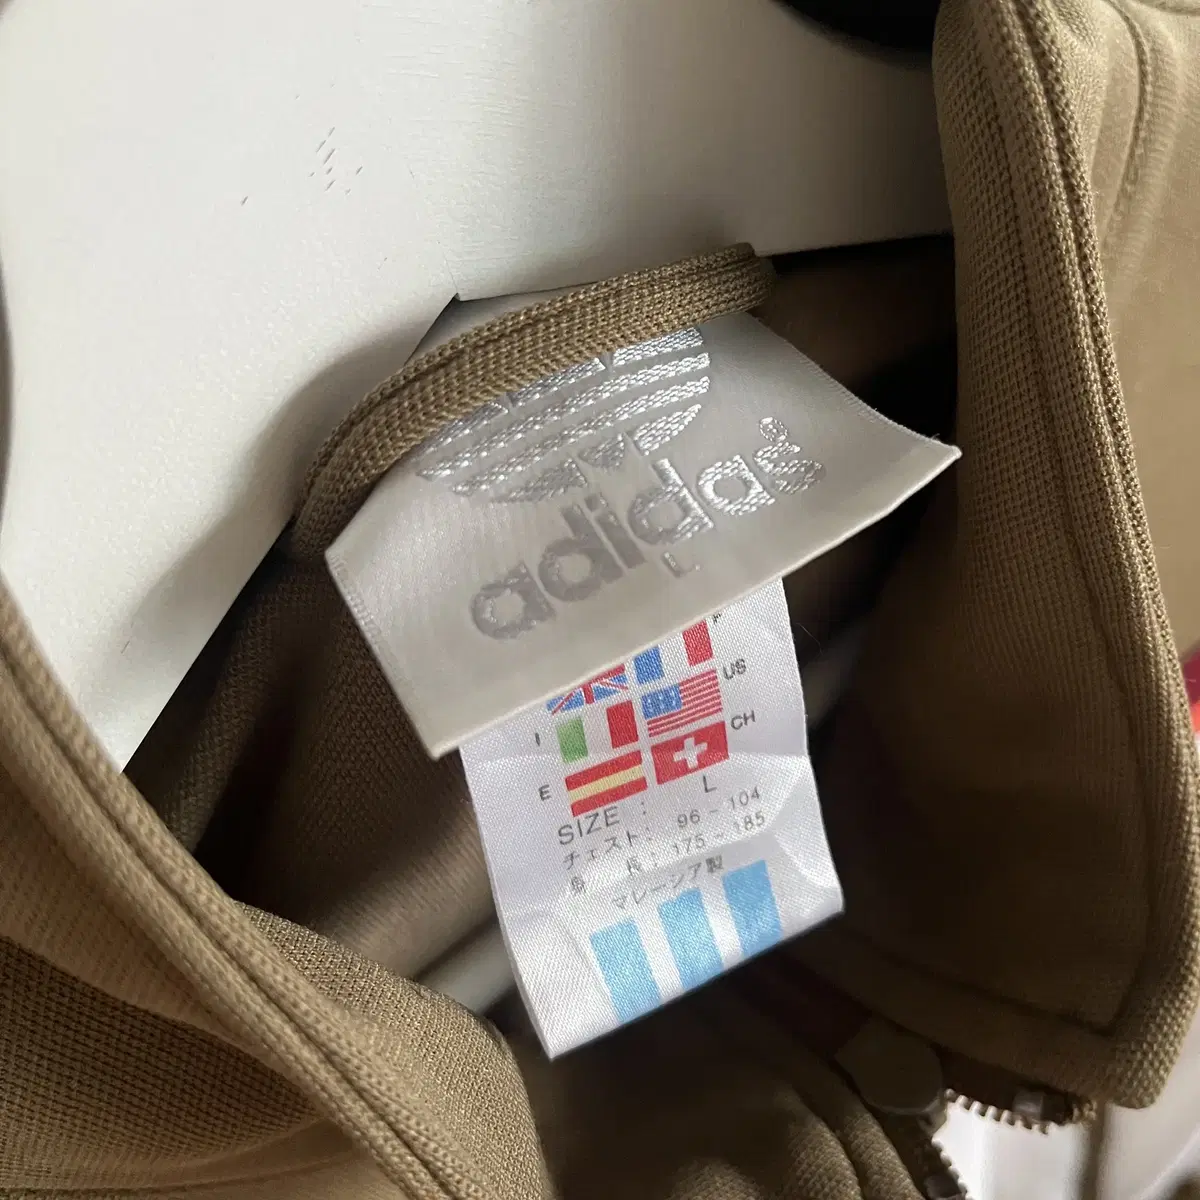 adidas®
L
F
US
I
CH
E
L
SIZE :
チェスト: 96 - 104
身 長: 175 - 185
マレーシア製